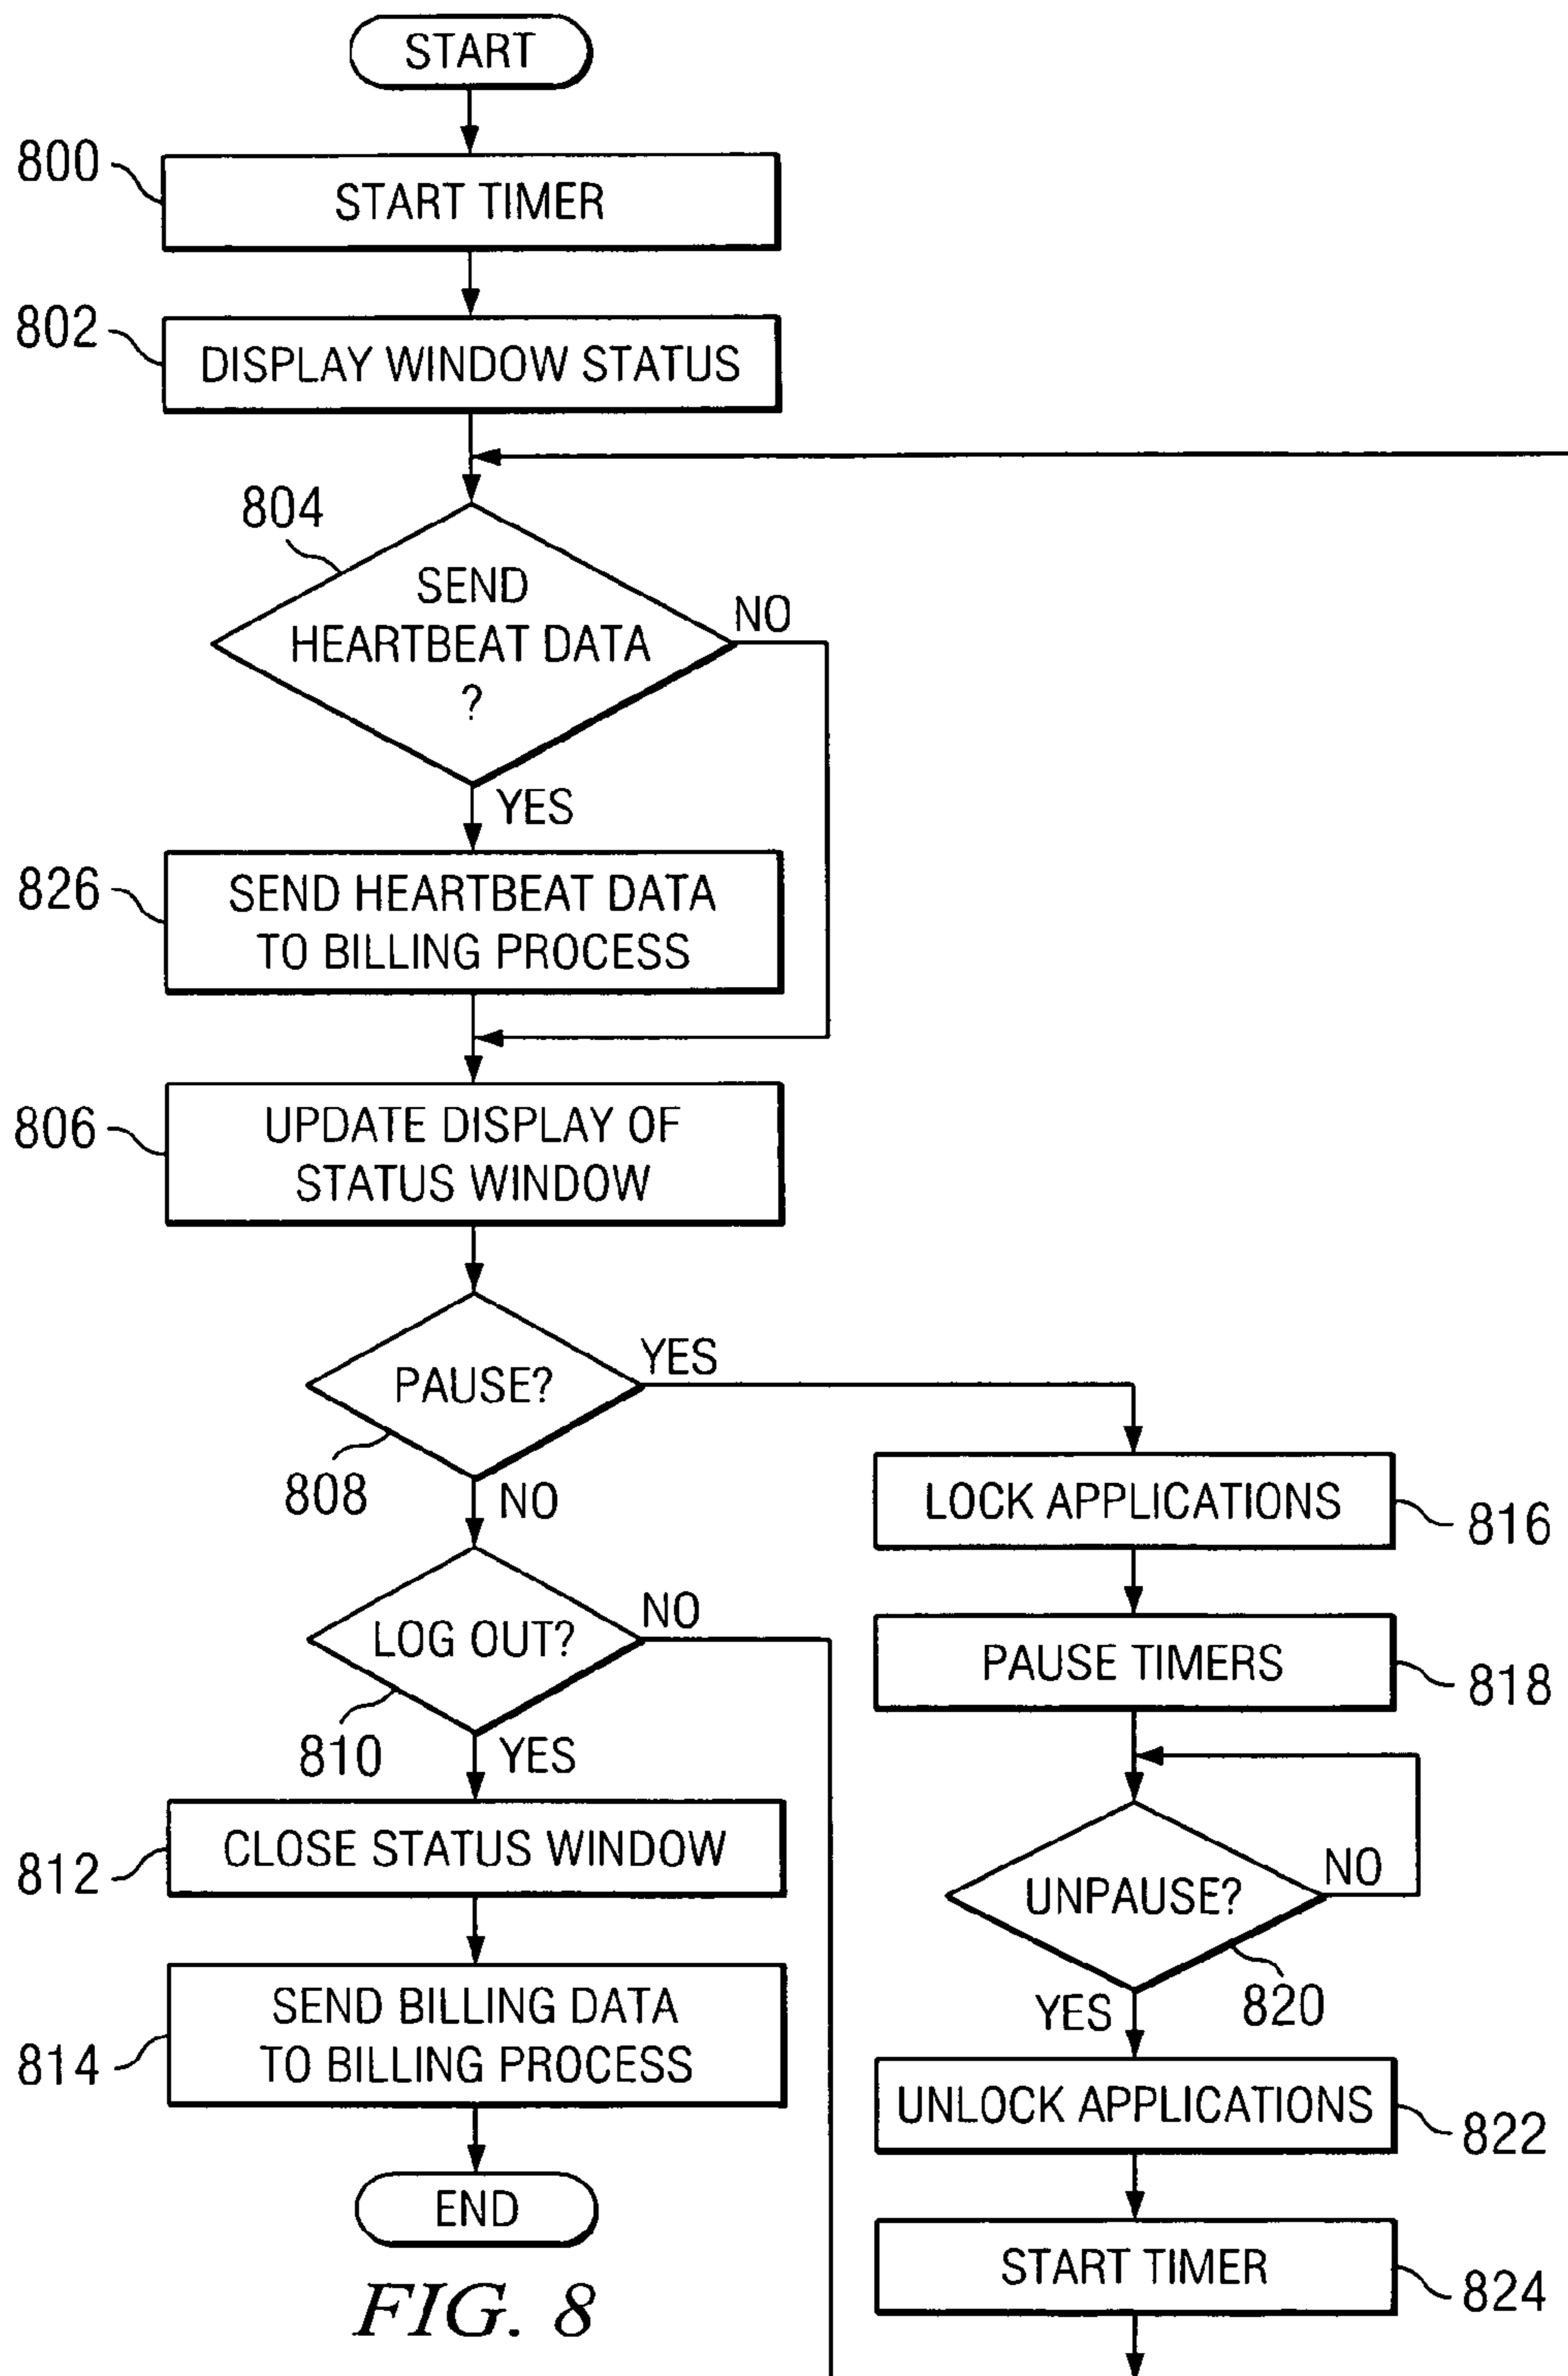 START
800
START TIMER
802
DISPLAY WINDOW STATUS
804
SEND
HEARTBEAT DATA
?
NO
YES
826
SEND HEARTBEAT DATA
TO BILLING PROCESS
806
UPDATE DISPLAY OF
STATUS WINDOW
PAUSE?
YES
808
NO
LOG OUT?
NO
810
YES
812
CLOSE STATUS WINDOW
814
SEND BILLING DATA
TO BILLING PROCESS
END
LOCK APPLICATIONS
816
PAUSE TIMERS
818
UNPAUSE?
NO
820
YES
UNLOCK APPLICATIONS
822
START TIMER
824
FIG. 8